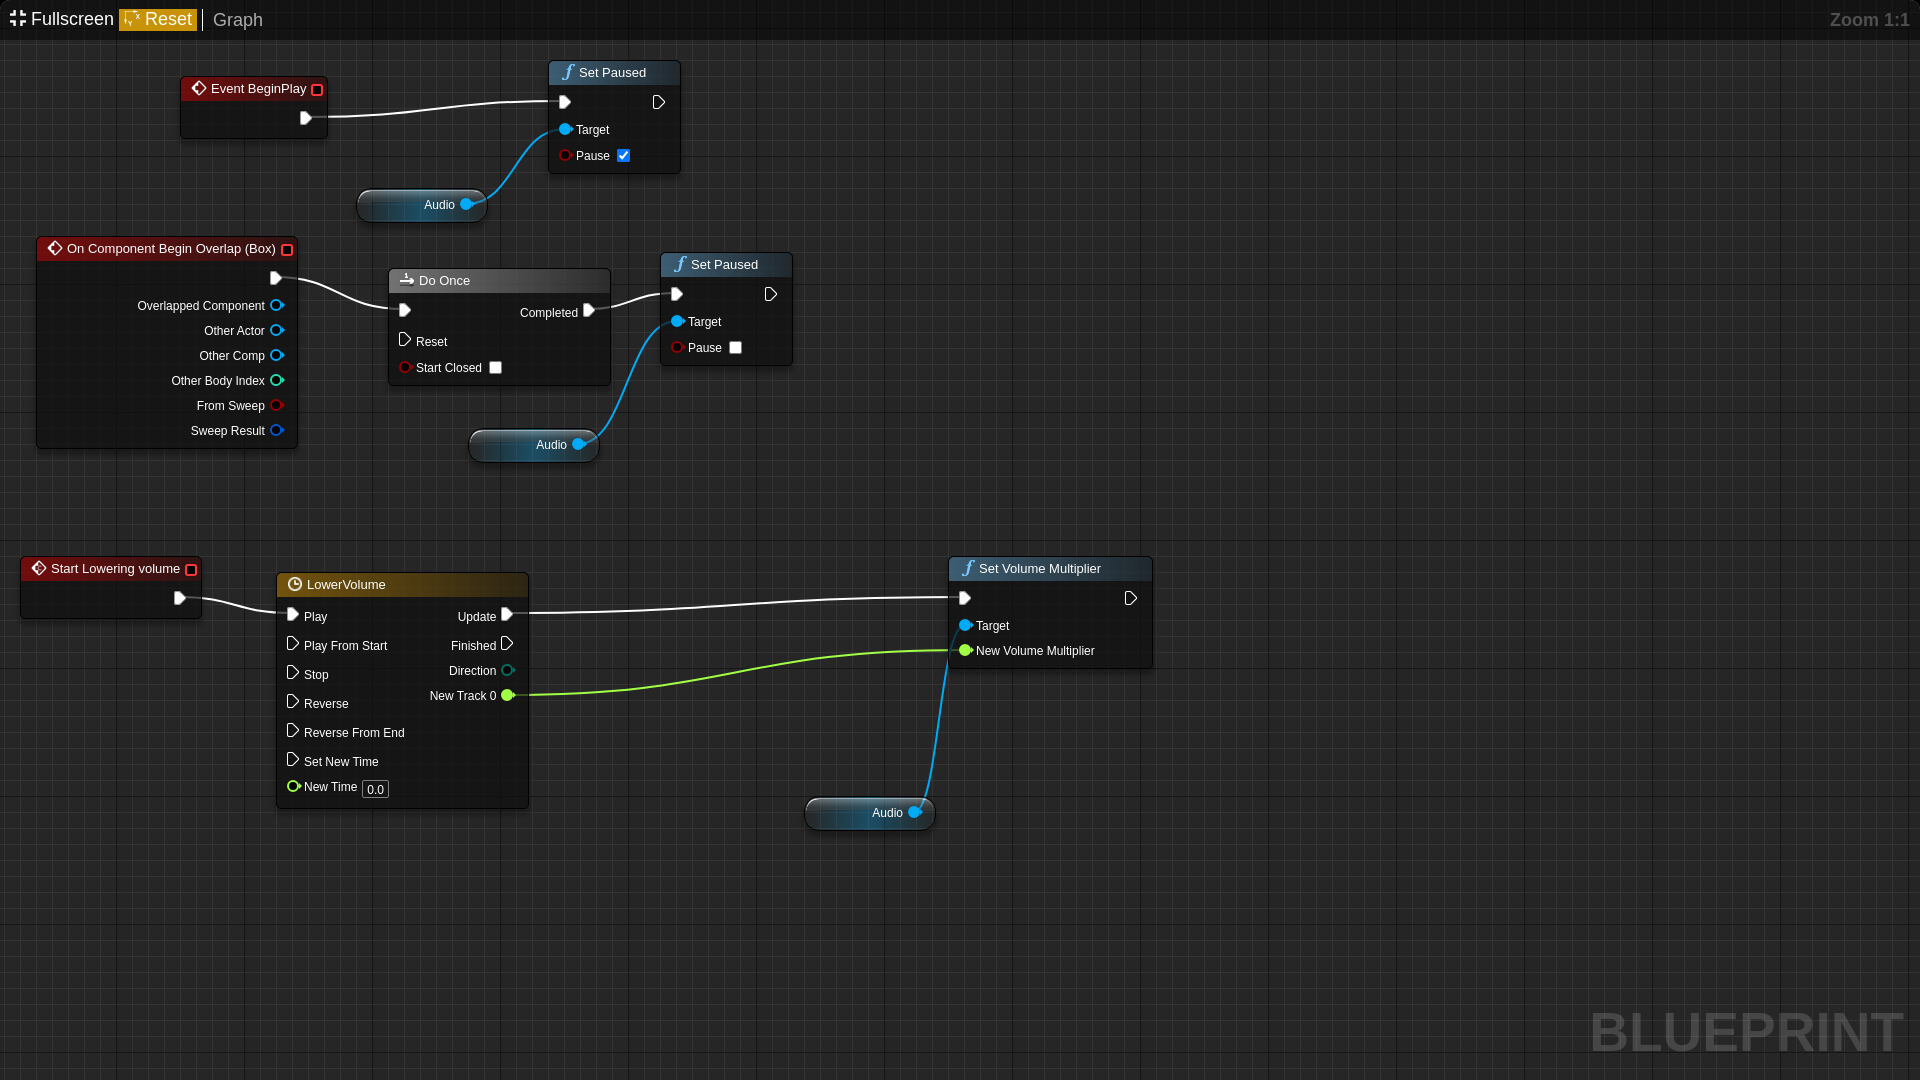 Fullscreen Reset Graph Zoom 1:1
Event BeginPlay
Set Paused
Target
Pause
Audio
On Component Begin Overlap (Box)
Overlapped Component
Other Actor
Other Comp
Other Body Index
From Sweep
Sweep Result
Do Once
Completed
Reset
Start Closed
Set Paused
Target
Pause
Audio
Start Lowering volume
LowerVolume
Play Update
Play From Start Finished
Stop Direction
Reverse New Track 0
Reverse From End
Set New Time
New Time 0.0
Set Volume Multiplier
Target
New Volume Multiplier
Audio
BLUEPRINT